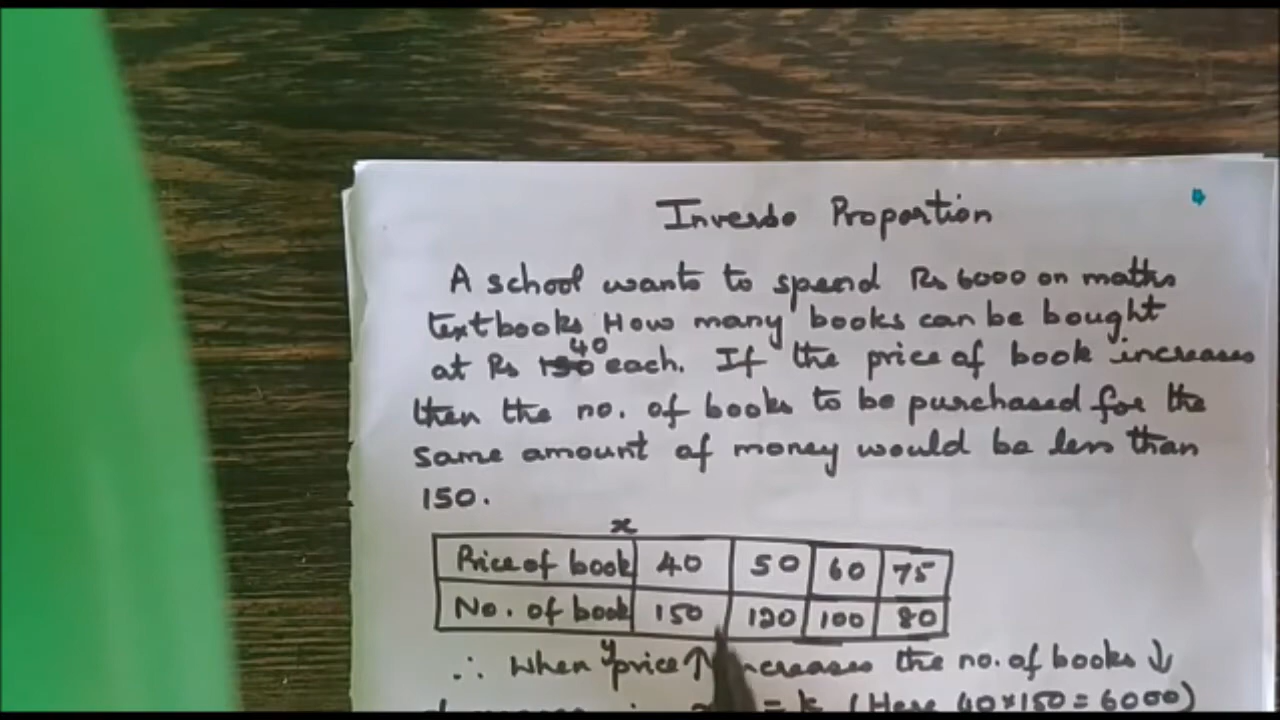 Inverse Proportion
A school wants to spend Rs 6000 on maths
textbooks. How many books can be bought
at Rs 40 each. If the price of book increases
then the no. of books to be purchased for the
same amount of money would be less than
150.
x
Price of book 40 50 60 75
No. of book 150 120 100 80
y
∴ When price ↑ increases the no. of books ↓
= k (Here 40×150=6000)